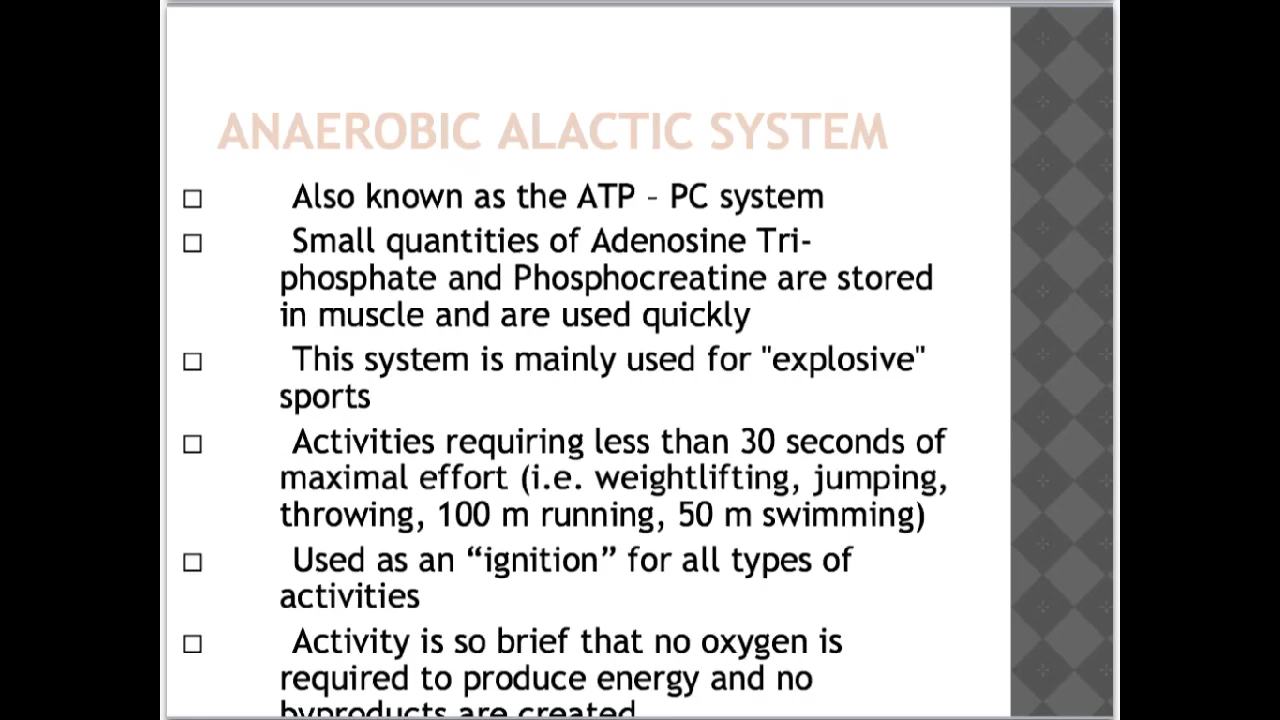 ANAEROBIC ALACTIC SYSTEM
□ Also known as the ATP – PC system
□ Small quantities of Adenosine Tri-
phosphate and Phosphocreatine are stored
in muscle and are used quickly
□ This system is mainly used for "explosive"
sports
□ Activities requiring less than 30 seconds of
maximal effort (i.e. weightlifting, jumping,
throwing, 100 m running, 50 m swimming)
□ Used as an “ignition” for all types of
activities
□ Activity is so brief that no oxygen is
required to produce energy and no
byproducts are created